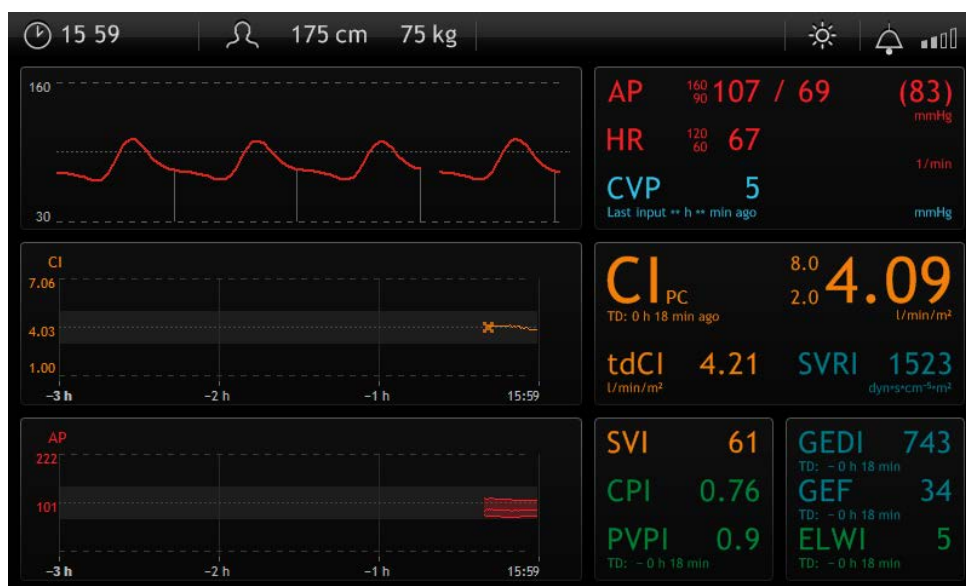 15 59 175 cm 75 kg
160
30
AP 160 90 107 / 69 (83)
mmHg
HR 120 60 67
1/min
CVP 5
Last input ** h ** min ago mmHg
CI
7.06
4.03
1.00
−3 h −2 h −1 h 15:59
CI PC 8.0 2.0 4.09
TD: 0 h 18 min ago l/min/m²
tdCI 4.21 SVRI 1523
l/min/m² dyn*s*cm⁻⁵*m²
AP
222
101
−3 h −2 h −1 h 15:59
SVI 61
CPI 0.76
PVPI 0.9
TD: − 0 h 18 min
GEDI 743
TD: − 0 h 18 min
GEF 34
TD: − 0 h 18 min
ELWI 5
TD: − 0 h 18 min